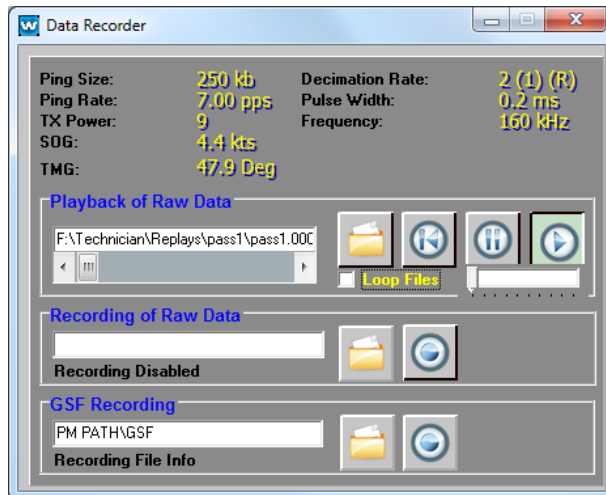 Data Recorder
Ping Size: 250 kb Decimation Rate: 2 (1) (R)
Ping Rate: 7.00 pps Pulse Width: 0.2 ms
TX Power: 9 Frequency: 160 kHz
SOG: 4.4 kts
TMG: 47.9 Deg
Playback of Raw Data
F:\Technician\Replays\pass1\pass1.000
Loop Files
Recording of Raw Data
Recording Disabled
GSF Recording
PM PATH\GSF
Recording File Info